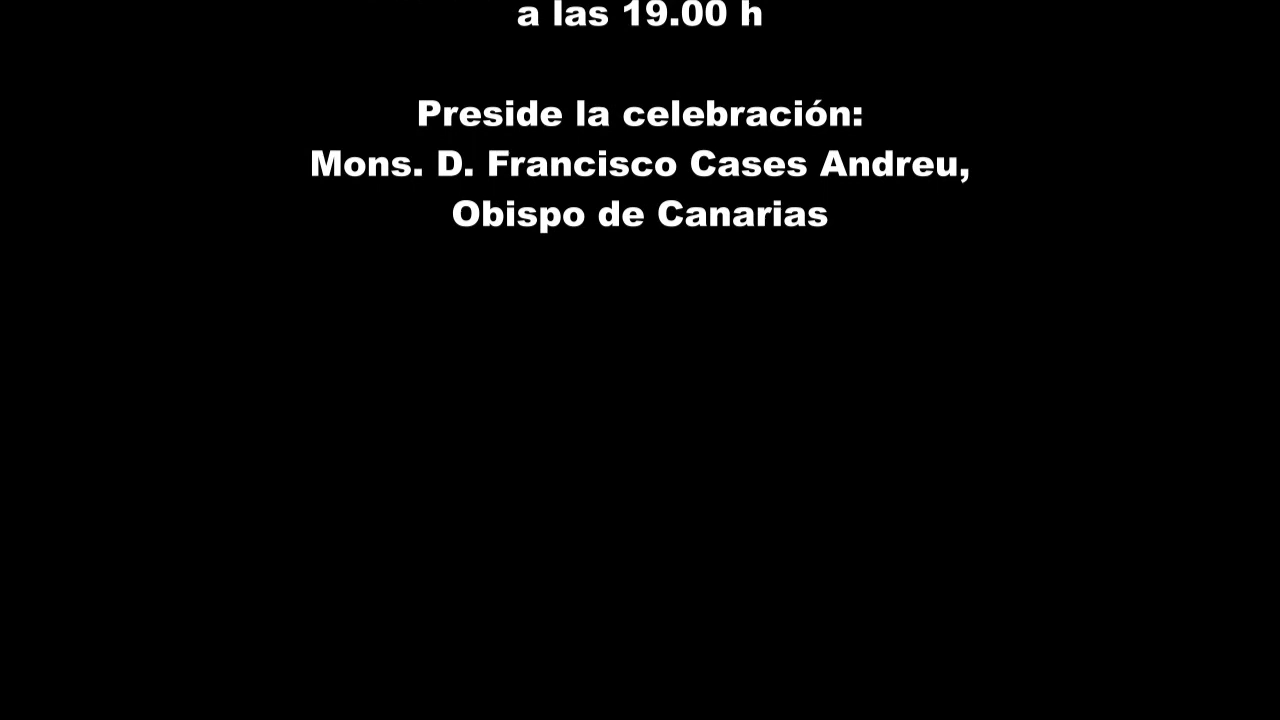 a las 19.00 h
Preside la celebración:
Mons. D. Francisco Cases Andreu,
Obispo de Canarias